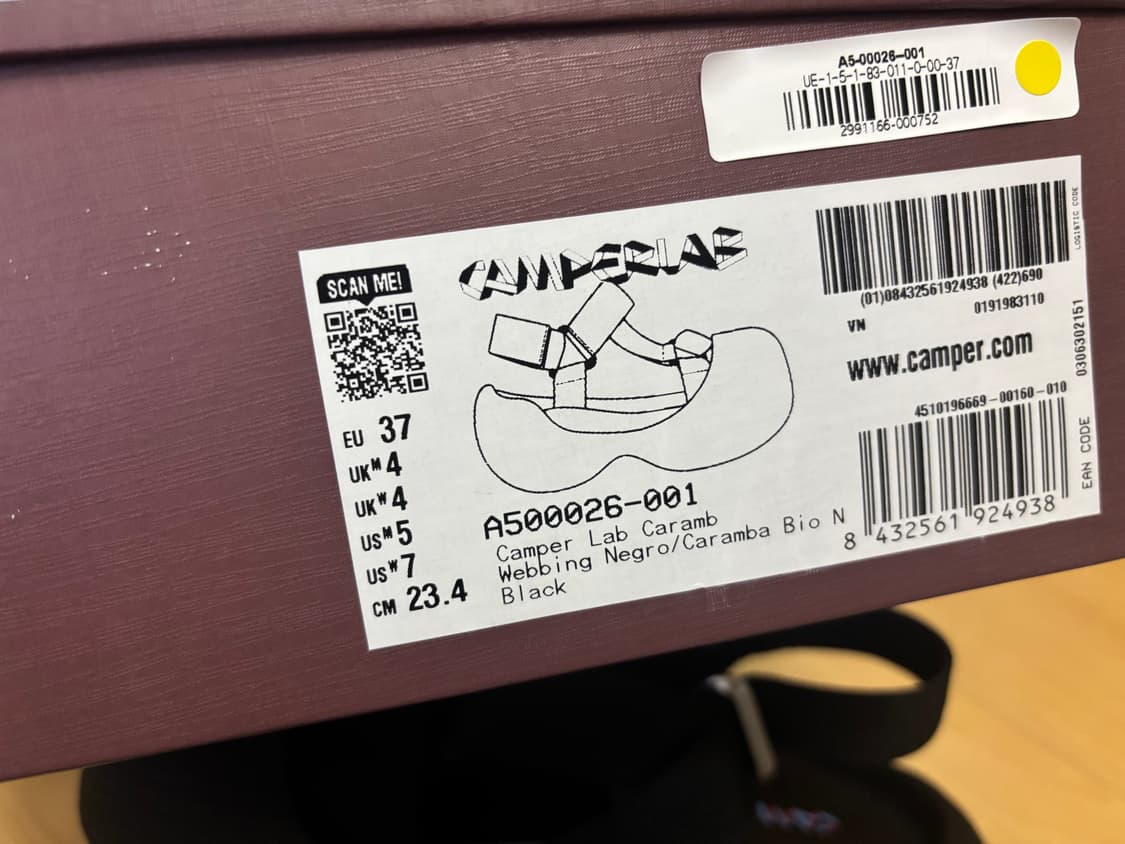 A5-00026-001
UE-1-5-1-83-011-0-00-37
2991166-000752
SCAN ME!
CAMPERLAB
EU 37
UK M 4
UK W 4
US M 5
US W 7
CM 23.4
A500026-001
Camper Lab Caramb
Webbing Negro/Caramba Bio N
Black
(01)08432561924938 (422)690
0191983110
VN
www.camper.com
4510196669-00160-010
8 432561 924938
LOGISTIC CODE
0306302151
EAN CODE